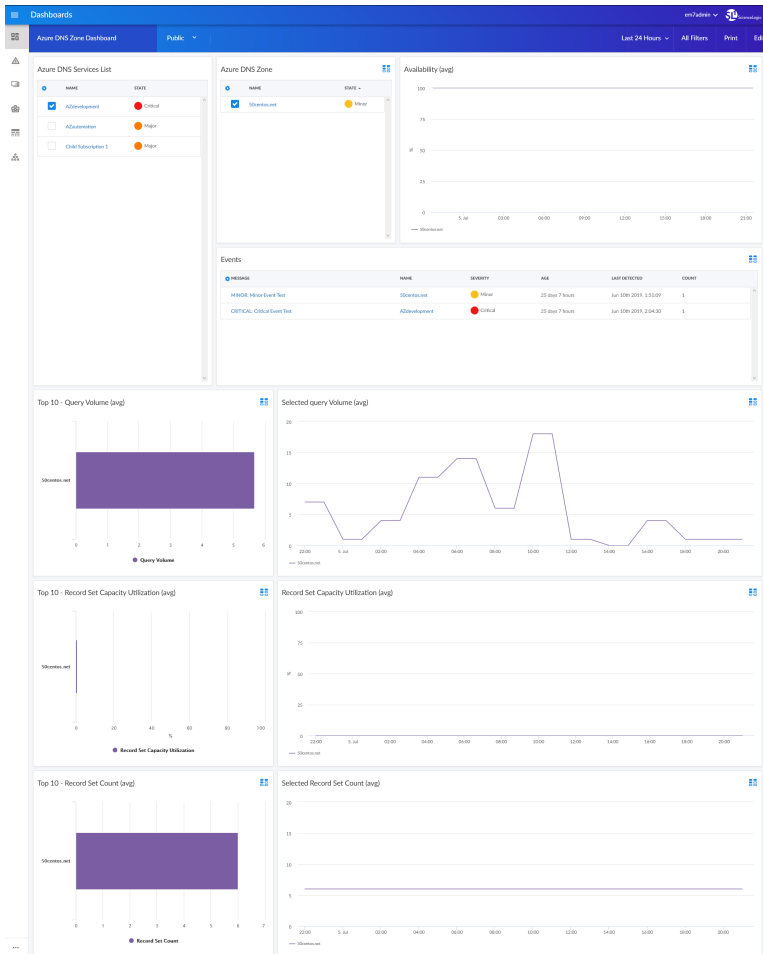 Dashboards
em7admin
Azure DNS Zone Dashboard
Public
Last 24 Hours
All Filters
Print
Edi
Azure DNS Services List
NAME STATE
AZdevelopment Critical
AZautomation Major
Child Subscription 1 Major
Azure DNS Zone
NAME STATE
50centos.net Minor
Availability (avg)
100
75
% 50
25
0
5. Jul 03:00 06:00 09:00 12:00 15:00 18:00 21:00
50centos.net
Events
MESSAGE NAME SEVERITY AGE LAST DETECTED COUNT
MINOR: Minor Event Test 50centos.net Minor 25 days 7 hours Jun 10th 2019, 1:51:09 1
CRITICAL: Critical Event Test AZdevelopment Critical 25 days 7 hours Jun 10th 2019, 2:04:30 1
Top 10 - Query Volume (avg)
50centos.net
0 1 2 3 4 5 6
Query Volume
Selected query Volume (avg)
20
15
10
5
0
22:00 5. Jul 02:00 04:00 06:00 08:00 10:00 12:00 14:00 16:00 18:00 20:00
50centos.net
Top 10 - Record Set Capacity Utilization (avg)
50centos.net
0 20 40 60 80 100
%
Record Set Capacity Utilization
Record Set Capacity Utilization (avg)
100
75
% 50
25
0
22:00 5. Jul 02:00 04:00 06:00 08:00 10:00 12:00 14:00 16:00 18:00 20:00
50centos.net
Top 10 - Record Set Count (avg)
50centos.net
0 1 2 3 4 5 6 7
Record Set Count
Selected Record Set Count (avg)
20
15
10
5
0
22:00 5. Jul 02:00 04:00 06:00 08:00 10:00 12:00 14:00 16:00 18:00 20:00
50centos.net